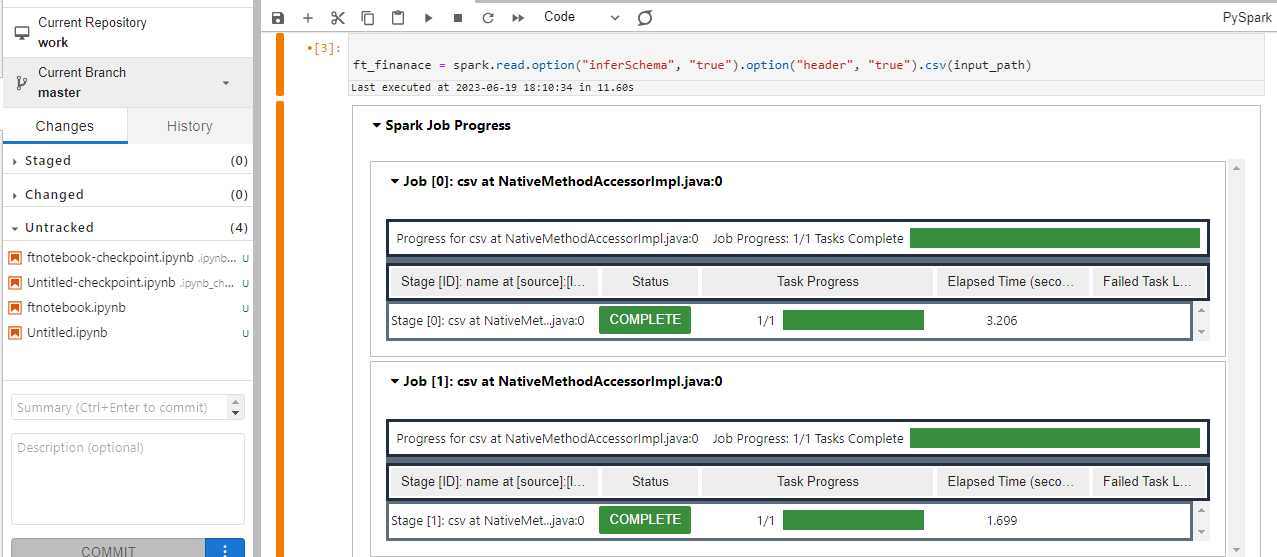 Current Repository
work
Current Branch
master
Changes History
Staged (0)
Changed (0)
Untracked (4)
ftnotebook-checkpoint.ipynb .ipynb... U
Untitled-checkpoint.ipynb .ipynb_ch... U
ftnotebook.ipynb U
Untitled.ipynb U
Summary (Ctrl+Enter to commit)
Description (optional)
COMMIT
Code PySpark
[3]:
ft_finanace = spark.read.option("inferSchema", "true").option("header", "true").csv(input_path)
Last executed at 2023-06-19 18:10:34 in 11.60s
Spark Job Progress
Job [0]: csv at NativeMethodAccessorImpl.java:0
Progress for csv at NativeMethodAccessorImpl.java:0 Job Progress: 1/1 Tasks Complete
Stage [ID]: name at [source]:[l... Status Task Progress Elapsed Time (seco... Failed Task L...
Stage [0]: csv at NativeMet...java:0 COMPLETE 1/1 3.206
Job [1]: csv at NativeMethodAccessorImpl.java:0
Progress for csv at NativeMethodAccessorImpl.java:0 Job Progress: 1/1 Tasks Complete
Stage [ID]: name at [source]:[l... Status Task Progress Elapsed Time (seco... Failed Task L...
Stage [1]: csv at NativeMet...java:0 COMPLETE 1/1 1.699